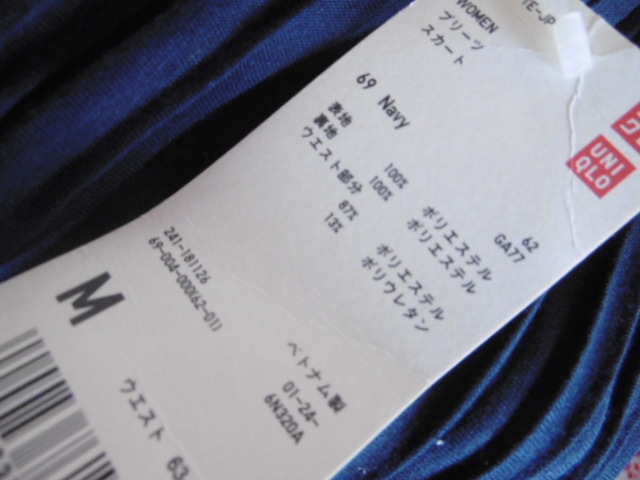 WOMEN
プリーツ
スカート
69 Navy
62
GA77
表地 100% ポリエステル
裏地 100% ポリエステル
ウエスト部分
87% ポリエステル
13% ポリウレタン
UNI
QLO
241-181126
69-004-000(62-01)
M
ベトナム製
01-24-
6N320A
ウエスト 63